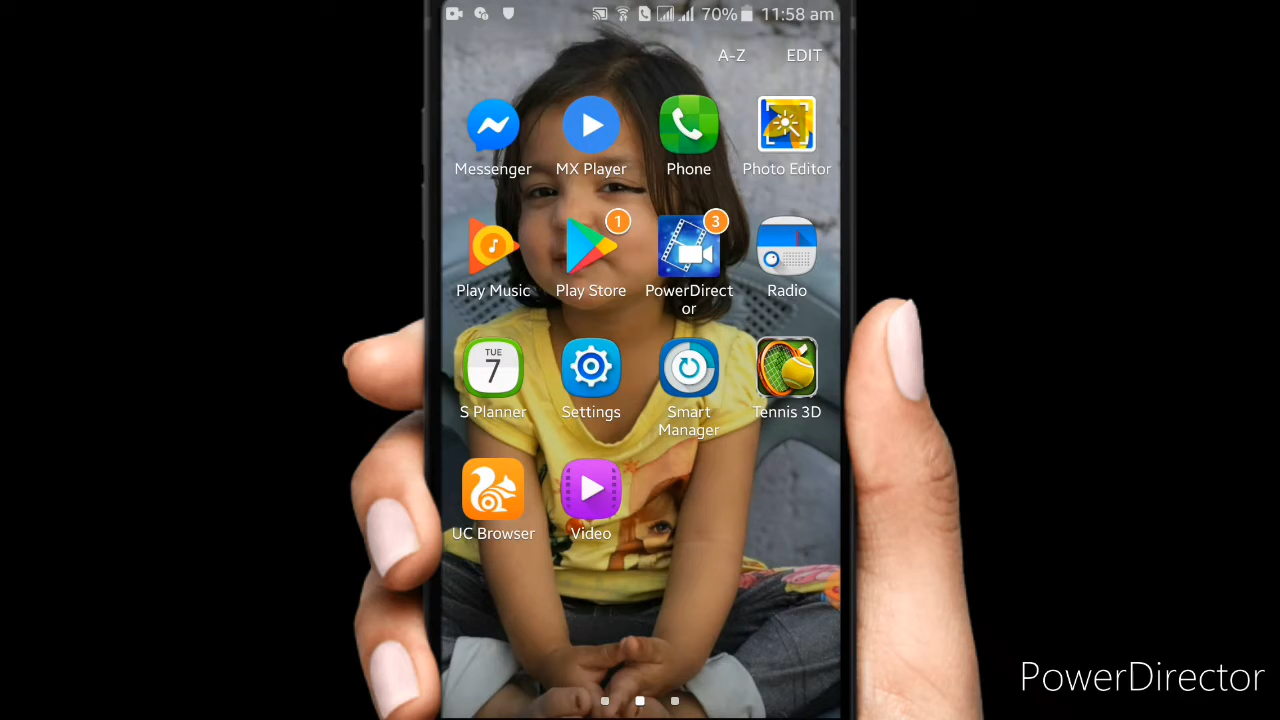 70% 11:58 am
A-Z EDIT
Messenger MX Player Phone Photo Editor
1 3
Play Music Play Store PowerDirect
or Radio
TUE
7
S Planner Settings Smart
Manager Tennis 3D
UC Browser Video
PowerDirector